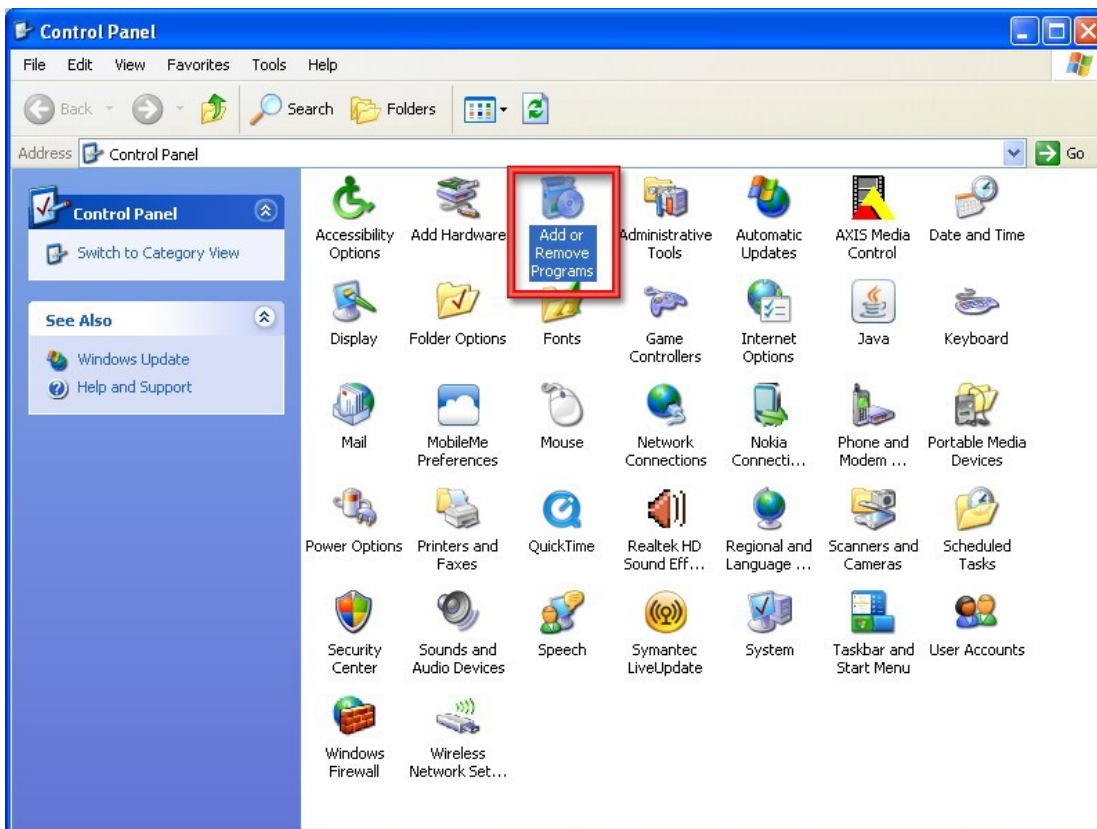 Control Panel
File Edit View Favorites Tools Help
Back Search Folders
Address Control Panel Go
Control Panel
Switch to Category View
See Also
Windows Update
Help and Support
Accessibility Options
Add Hardware
Add or Remove Programs
Administrative Tools
Automatic Updates
AXIS Media Control
Date and Time
Display
Folder Options
Fonts
Game Controllers
Internet Options
Java
Keyboard
Mail
MobileMe Preferences
Mouse
Network Connections
Nokia Connecti...
Phone and Modem ...
Portable Media Devices
Power Options
Printers and Faxes
QuickTime
Realtek HD Sound Eff...
Regional and Language ...
Scanners and Cameras
Scheduled Tasks
Security Center
Sounds and Audio Devices
Speech
Symantec LiveUpdate
System
Taskbar and Start Menu
User Accounts
Windows Firewall
Wireless Network Set...